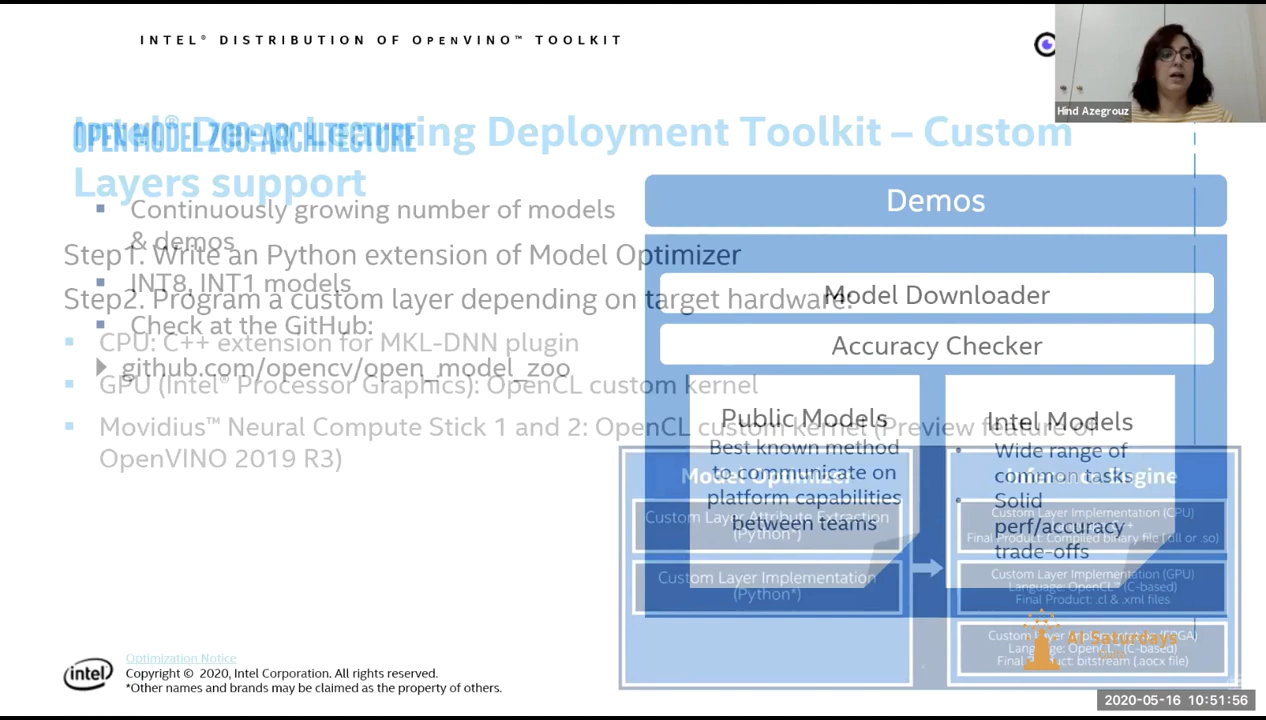 INTEL® DISTRIBUTION OF OPENVINO™ TOOLKIT
Hind Azegrouz
OPEN MODEL ZOO: ARCHITECTURE
Intel® Deep Learning Deployment Toolkit – Custom
Layers support
Continuously growing number of models
& demos
INT8, INT1 models
Check at the GitHub:
github.com/opencv/open_model_zoo
Step1. Write an Python extension of Model Optimizer
Step2. Program a custom layer depending on target hardware:
CPU: C++ extension for MKL-DNN plugin
GPU (Intel® Processor Graphics): OpenCL custom kernel
Movidius™ Neural Compute Stick 1 and 2: OpenCL custom kernel (Preview feature of
OpenVINO 2019 R3)
Demos
Model Downloader
Accuracy Checker
Public Models
Best known method
to communicate on
platform capabilities
between teams
Intel Models
Wide range of
common tasks
Solid
perf/accuracy
trade-offs
Model Optimizer
Custom Layer Attribute Extraction
(Python*)
Custom Layer Implementation
(Python*)
Inference Engine
Custom Layer Implementation (CPU)
Final Product: Compiled binary file (.dll or .so)
Custom Layer Implementation (GPU)
Language: OpenCL™ (C-based)
Final Product: .cl & .xml files
Custom Layer Implementation (FPGA)
Language: OpenCL™ (C-based)
Final Product: bitstream (.aocx file)
AI Saturdays
intel
Optimization Notice
Copyright © 2020, Intel Corporation. All rights reserved.
*Other names and brands may be claimed as the property of others.
2020-05-16 10:51:56